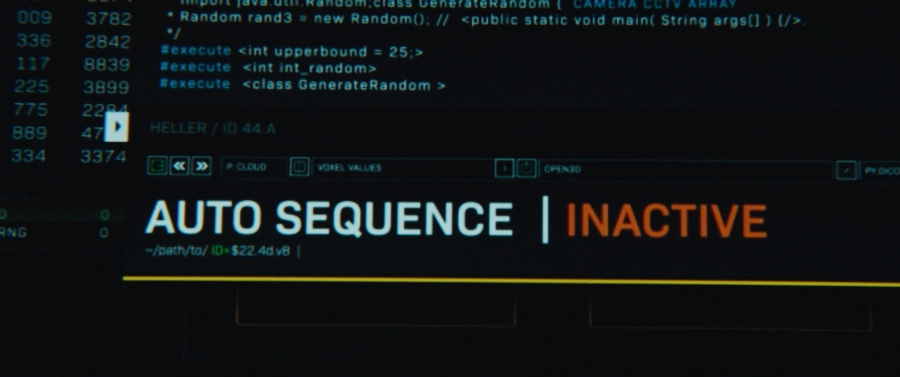 import java.util.Random;class GenerateRandom { CAMERA CCTV ARRAY
* Random rand3 = new Random(); // <public static void main( String args[] ) {/>.
*/
#execute <int upperbound = 25;>
#execute <int int_random>
#execute <class GenerateRandom >
009 3782
336 2842
117 8839
225 3899
775 2284
889 47
334 3374
HELLER / ID 44.A
P. CLOUD VOXEL VALUES OPEN3D
AUTO SEQUENCE | INACTIVE
~/path/to/ ID+$22.4d.v8 |
0
RNG 0